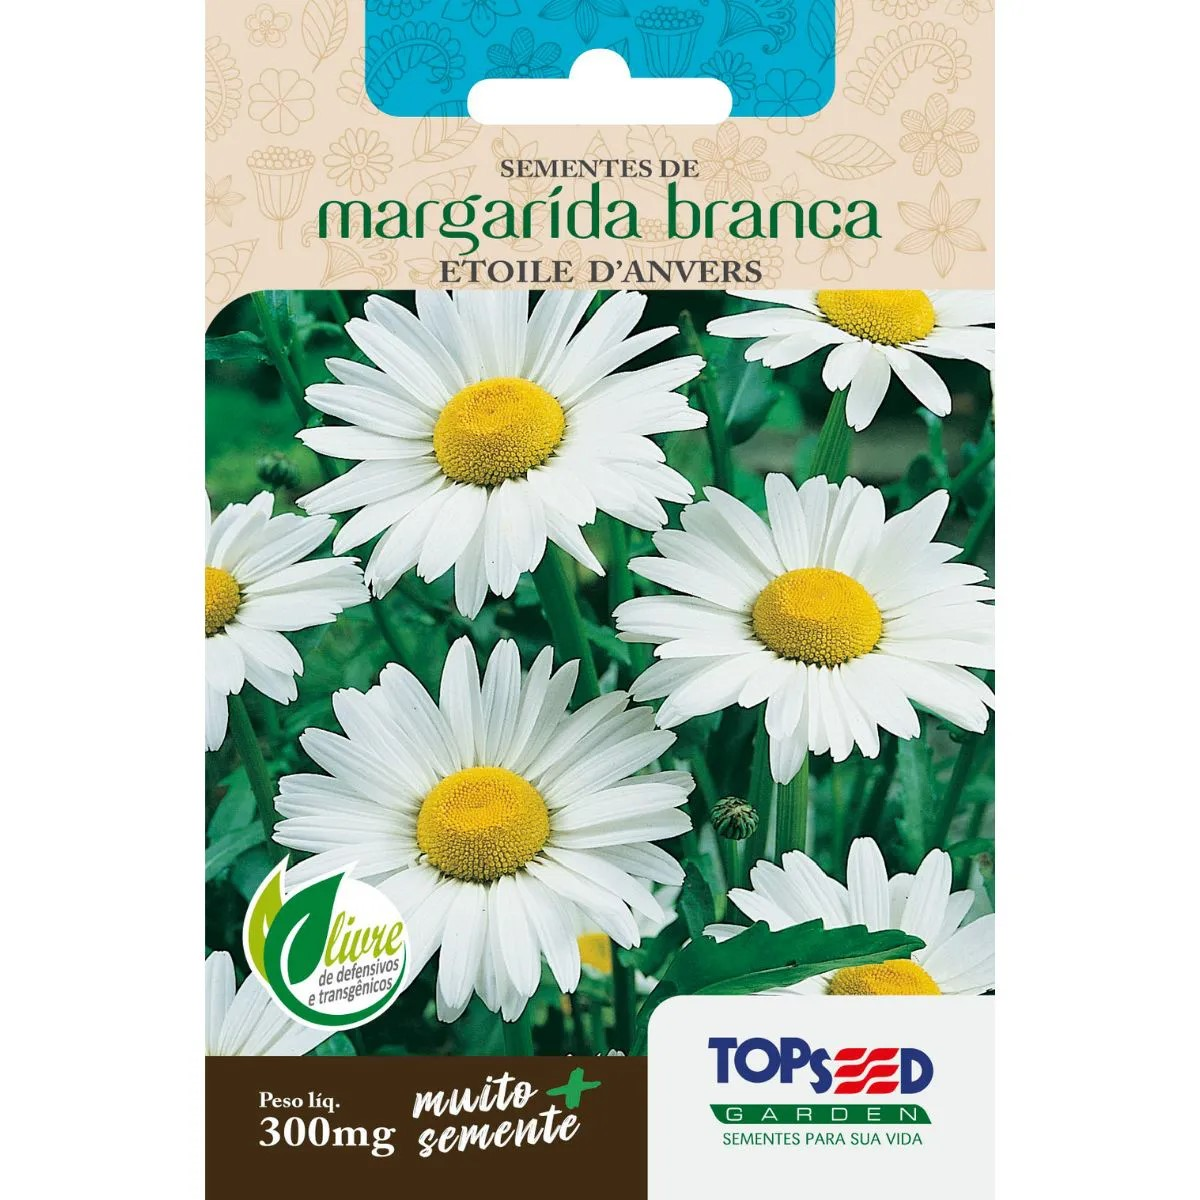 SEMENTES DE
margarída branca
ETOILE D'ANVERS
livre
de defensivos
e transgênicos
Peso líq.
300mg
muito +
semente
TOPSEED
GARDEN
SEMENTES PARA SUA VIDA